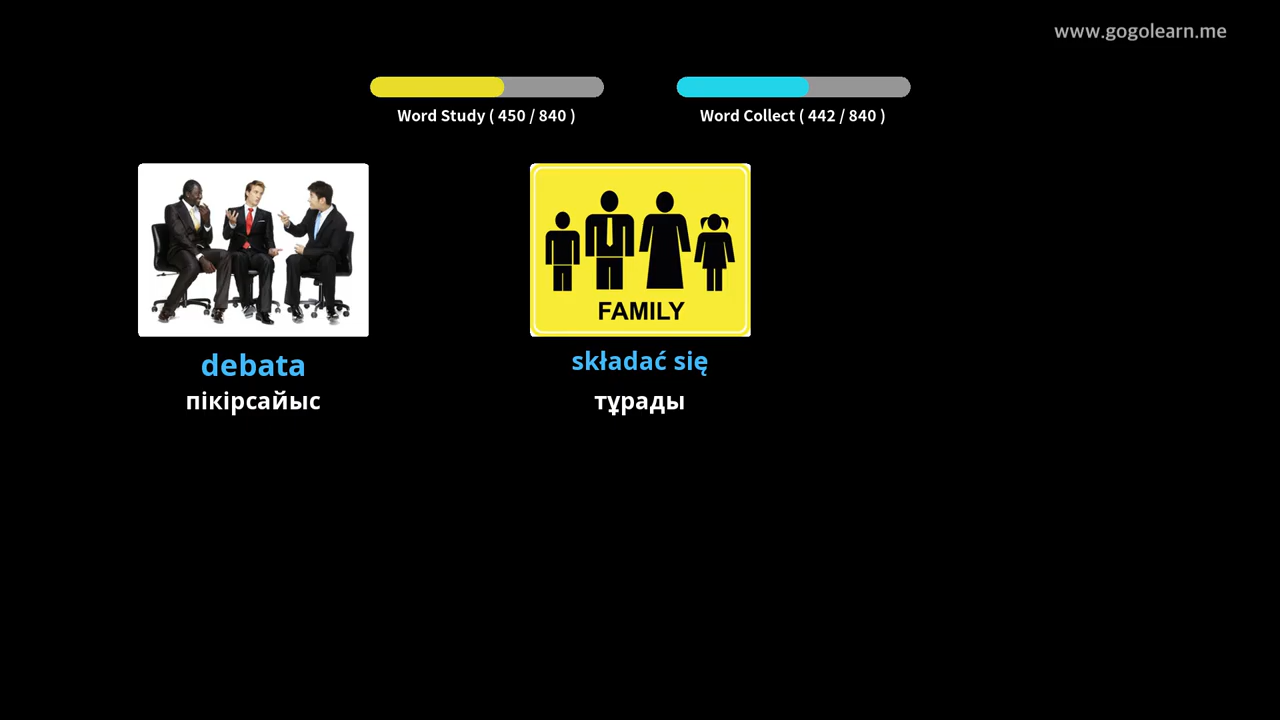 www.gogolearn.me
Word Study ( 450 / 840 )
Word Collect ( 442 / 840 )
FAMILY
debata
składać się
пікірсайыс
тұрады